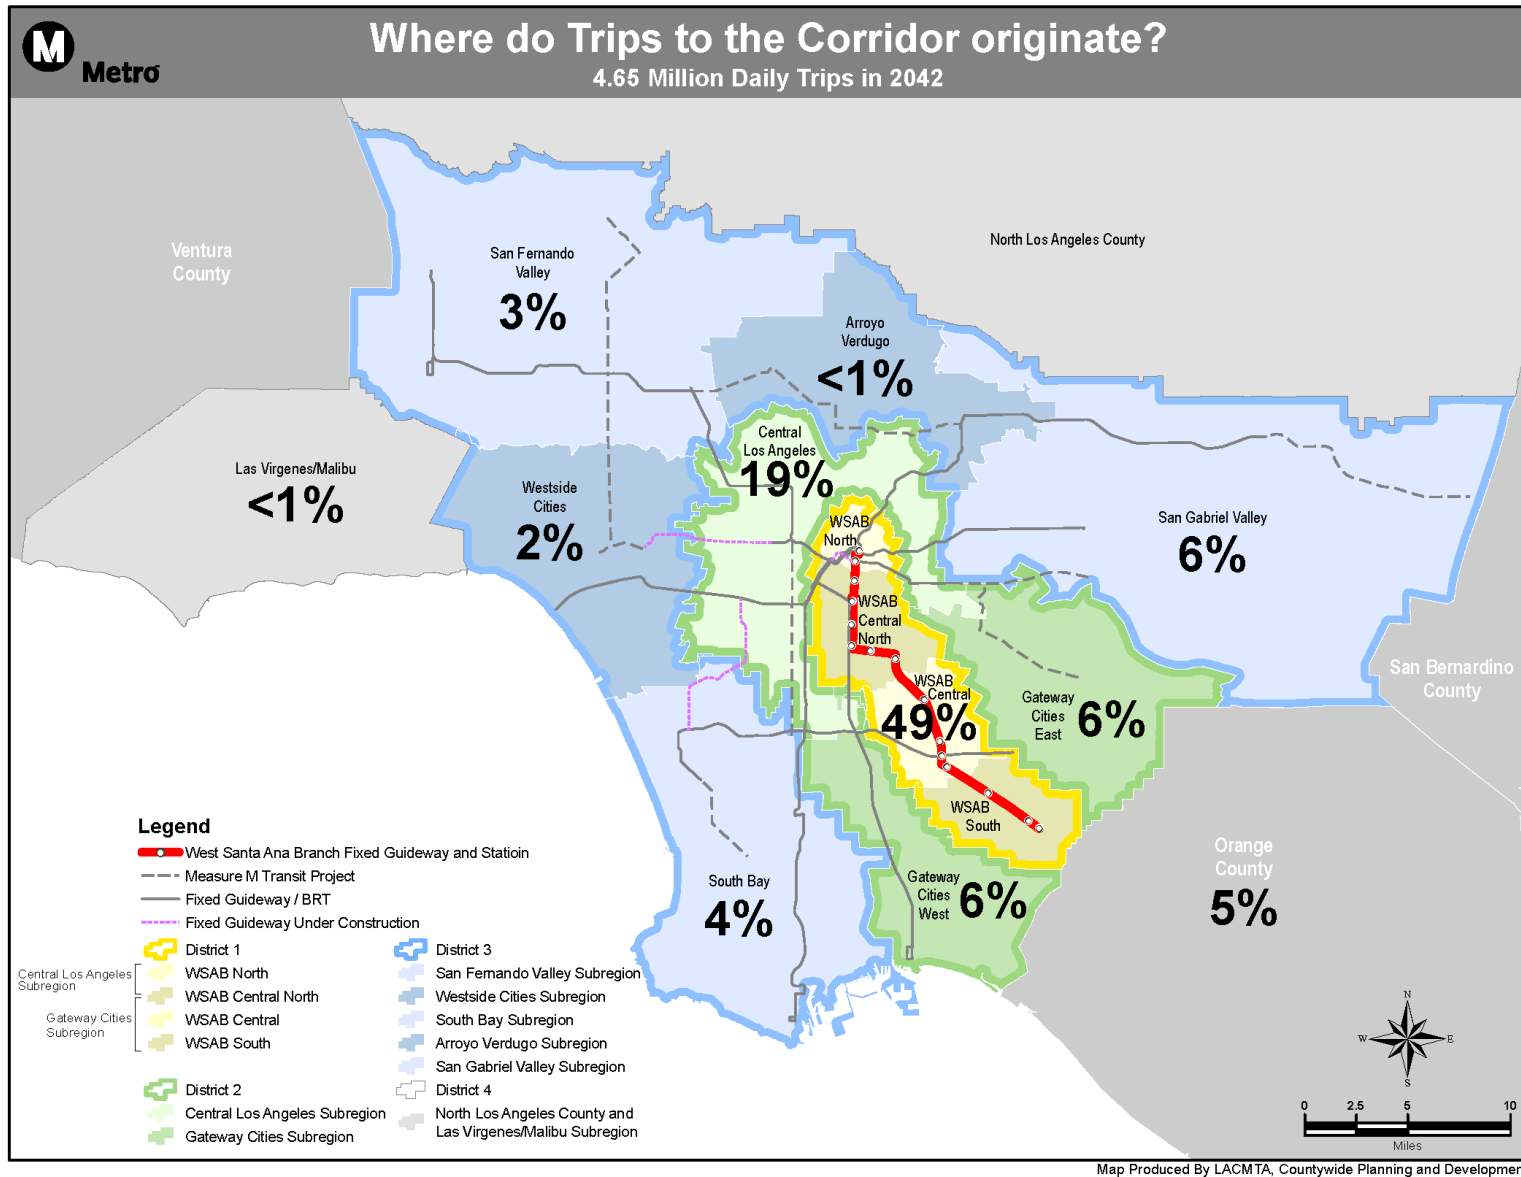 Where do Trips to the Corridor originate?
4.65 Million Daily Trips in 2042
M
Metro
Ventura
County
North Los Angeles County
San Fernando
Valley
3%
Arroyo
Verdugo
<1%
Central
Los Angeles
19%
Las Virgenes/Malibu
<1%
Westside
Cities
2%
WSAB
North
San Gabriel Valley
6%
WSAB
Central
North
San Bernardino
County
WSAB
Central
49%
Gateway
Cities
East
6%
WSAB
South
Orange
County
5%
South Bay
4%
Gateway
Cities
West
6%
Legend
West Santa Ana Branch Fixed Guideway and Statioin
Measure M Transit Project
Fixed Guideway / BRT
Fixed Guideway Under Construction
District 1
Central Los Angeles
Subregion
WSAB North
WSAB Central North
Gateway Cities
Subregion
WSAB Central
WSAB South
District 2
Central Los Angeles Subregion
Gateway Cities Subregion
District 3
San Fernando Valley Subregion
Westside Cities Subregion
South Bay Subregion
Arroyo Verdugo Subregion
San Gabriel Valley Subregion
District 4
North Los Angeles County and
Las Virgenes/Malibu Subregion
N
W
E
S
0 2.5 5 10
Miles
Map Produced By LACMTA, Countywide Planning and Developmen